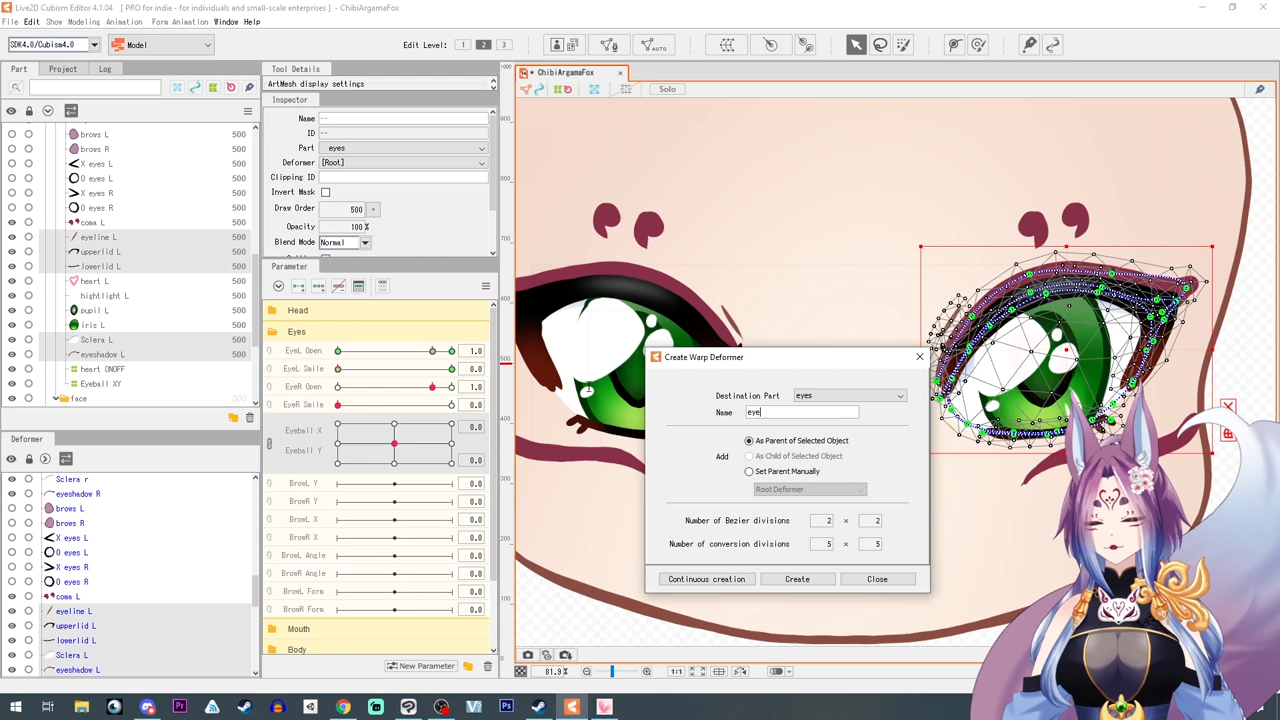 Live2D Cubism Editor 4.1.04 [ PRO for indie - for individuals and small-scale enterprises ] - ChibiArgamaFox
File Edit Show Modeling Animation Form Animation Window Help
SDK4.0/Cubism4.0 Model Edit Level: 1 2 3 AUTO
Part Project Log
brows L 500
brows R 500
X eyes L 500
O eyes L 500
X eyes R 500
O eyes R 500
coma L 500
eyeline L 500
upperlid L 500
lowerlid L 500
heart L 500
hightlight L 500
pupil L 500
iris L 500
Sclera L 500
eyeshadow L 500
heart ONOFF 500
Eyeball XY 500
face 500
Deformer
Sclera r
eyeshadow R
brows L
brows R
X eyes L
O eyes L
X eyes R
O eyes R
coma L
eyeline L
upperlid L
lowerlid L
Sclera L
eyeshadow L
Tool Details
ArtMesh display settings
Inspector
Name --
ID --
Part eyes
Deformer [Root]
Clipping ID
Invert Mask
Draw Order 500
Opacity 100 %
Blend Mode Normal
Parameter
Head
Eyes
EyeL Open 1.0
EyeL Smile 0.0
EyeR Open 1.0
EyeR Smile 0.0
Eyeball X 0.0
Eyeball Y 0.0
BrowL Y 0.0
BrowR Y 0.0
BrowL X 0.0
BrowR X 0.0
BrowL Angle 0.0
BrowR Angle 0.0
BrowL Form 0.0
BrowR Form 0.0
Mouth
Body
New Parameter
* ChibiArgamaFox
Solo
Create Warp Deformer
Destination Part eyes
Name eye
As Parent of Selected Object
Add As Child of Selected Object
Set Parent Manually
Root Deformer
Number of Bezier divisions 2 × 2
Number of conversion divisions 5 × 5
Continuous creation Create Close
81.9% 1:1